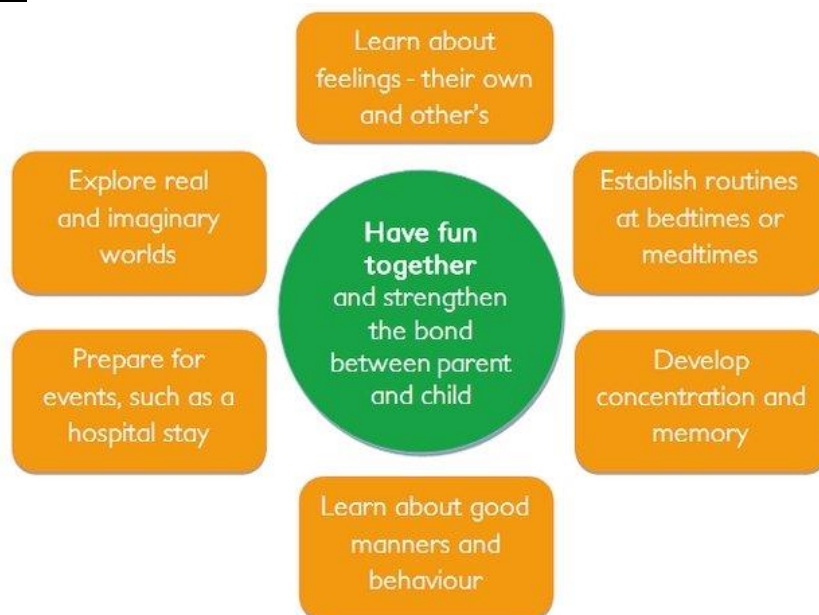 Learn about
feelings - their own
and other's
Explore real
and imaginary
worlds
Establish routines
at bedtimes or
mealtimes
Have fun
together
and strengthen
the bond
between parent
and child
Prepare for
events, such as a
hospital stay
Develop
concentration and
memory
Learn about good
manners and
behaviour